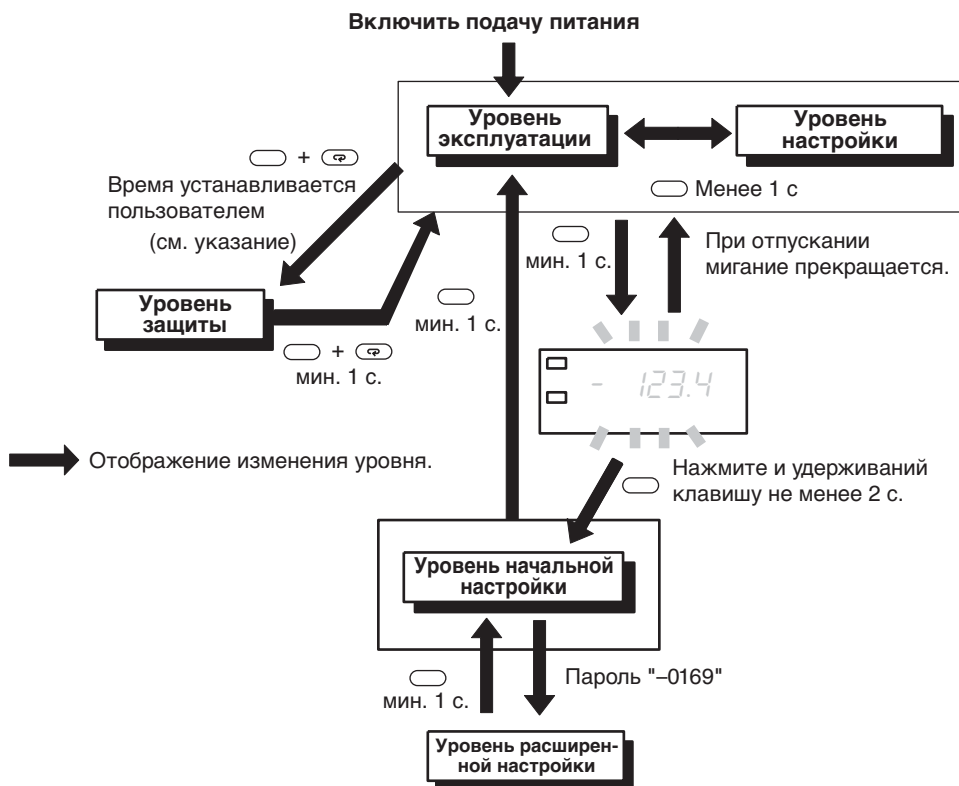 Включить подачу питания
Уровень
эксплуатации
Уровень
настройки
+
Время устанавливается
пользователем
(см. указание)
Менее 1 с
мин. 1 с.
При отпускании
мигание прекращается.
Уровень
защиты
мин. 1 с.
+
мин. 1 с.
- 123.4
Отображение изменения уровня.
Нажмите и удерживаний
клавишу не менее 2 с.
Уровень начальной
настройки
мин. 1 с.
Пароль "–0169"
Уровень расширен-
ной настройки